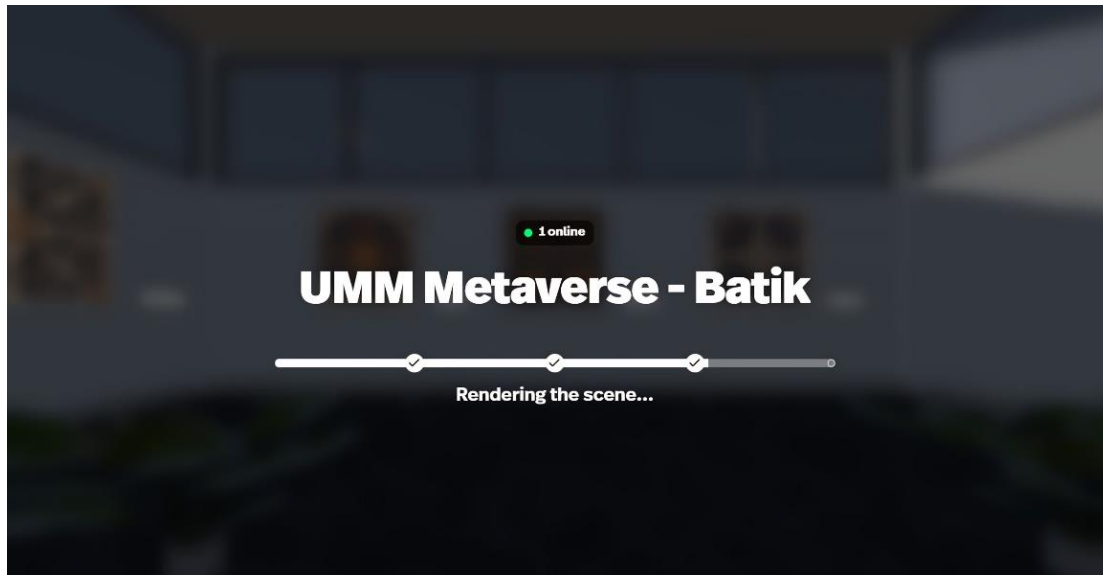 1 online
UMM Metaverse - Batik
Rendering the scene...